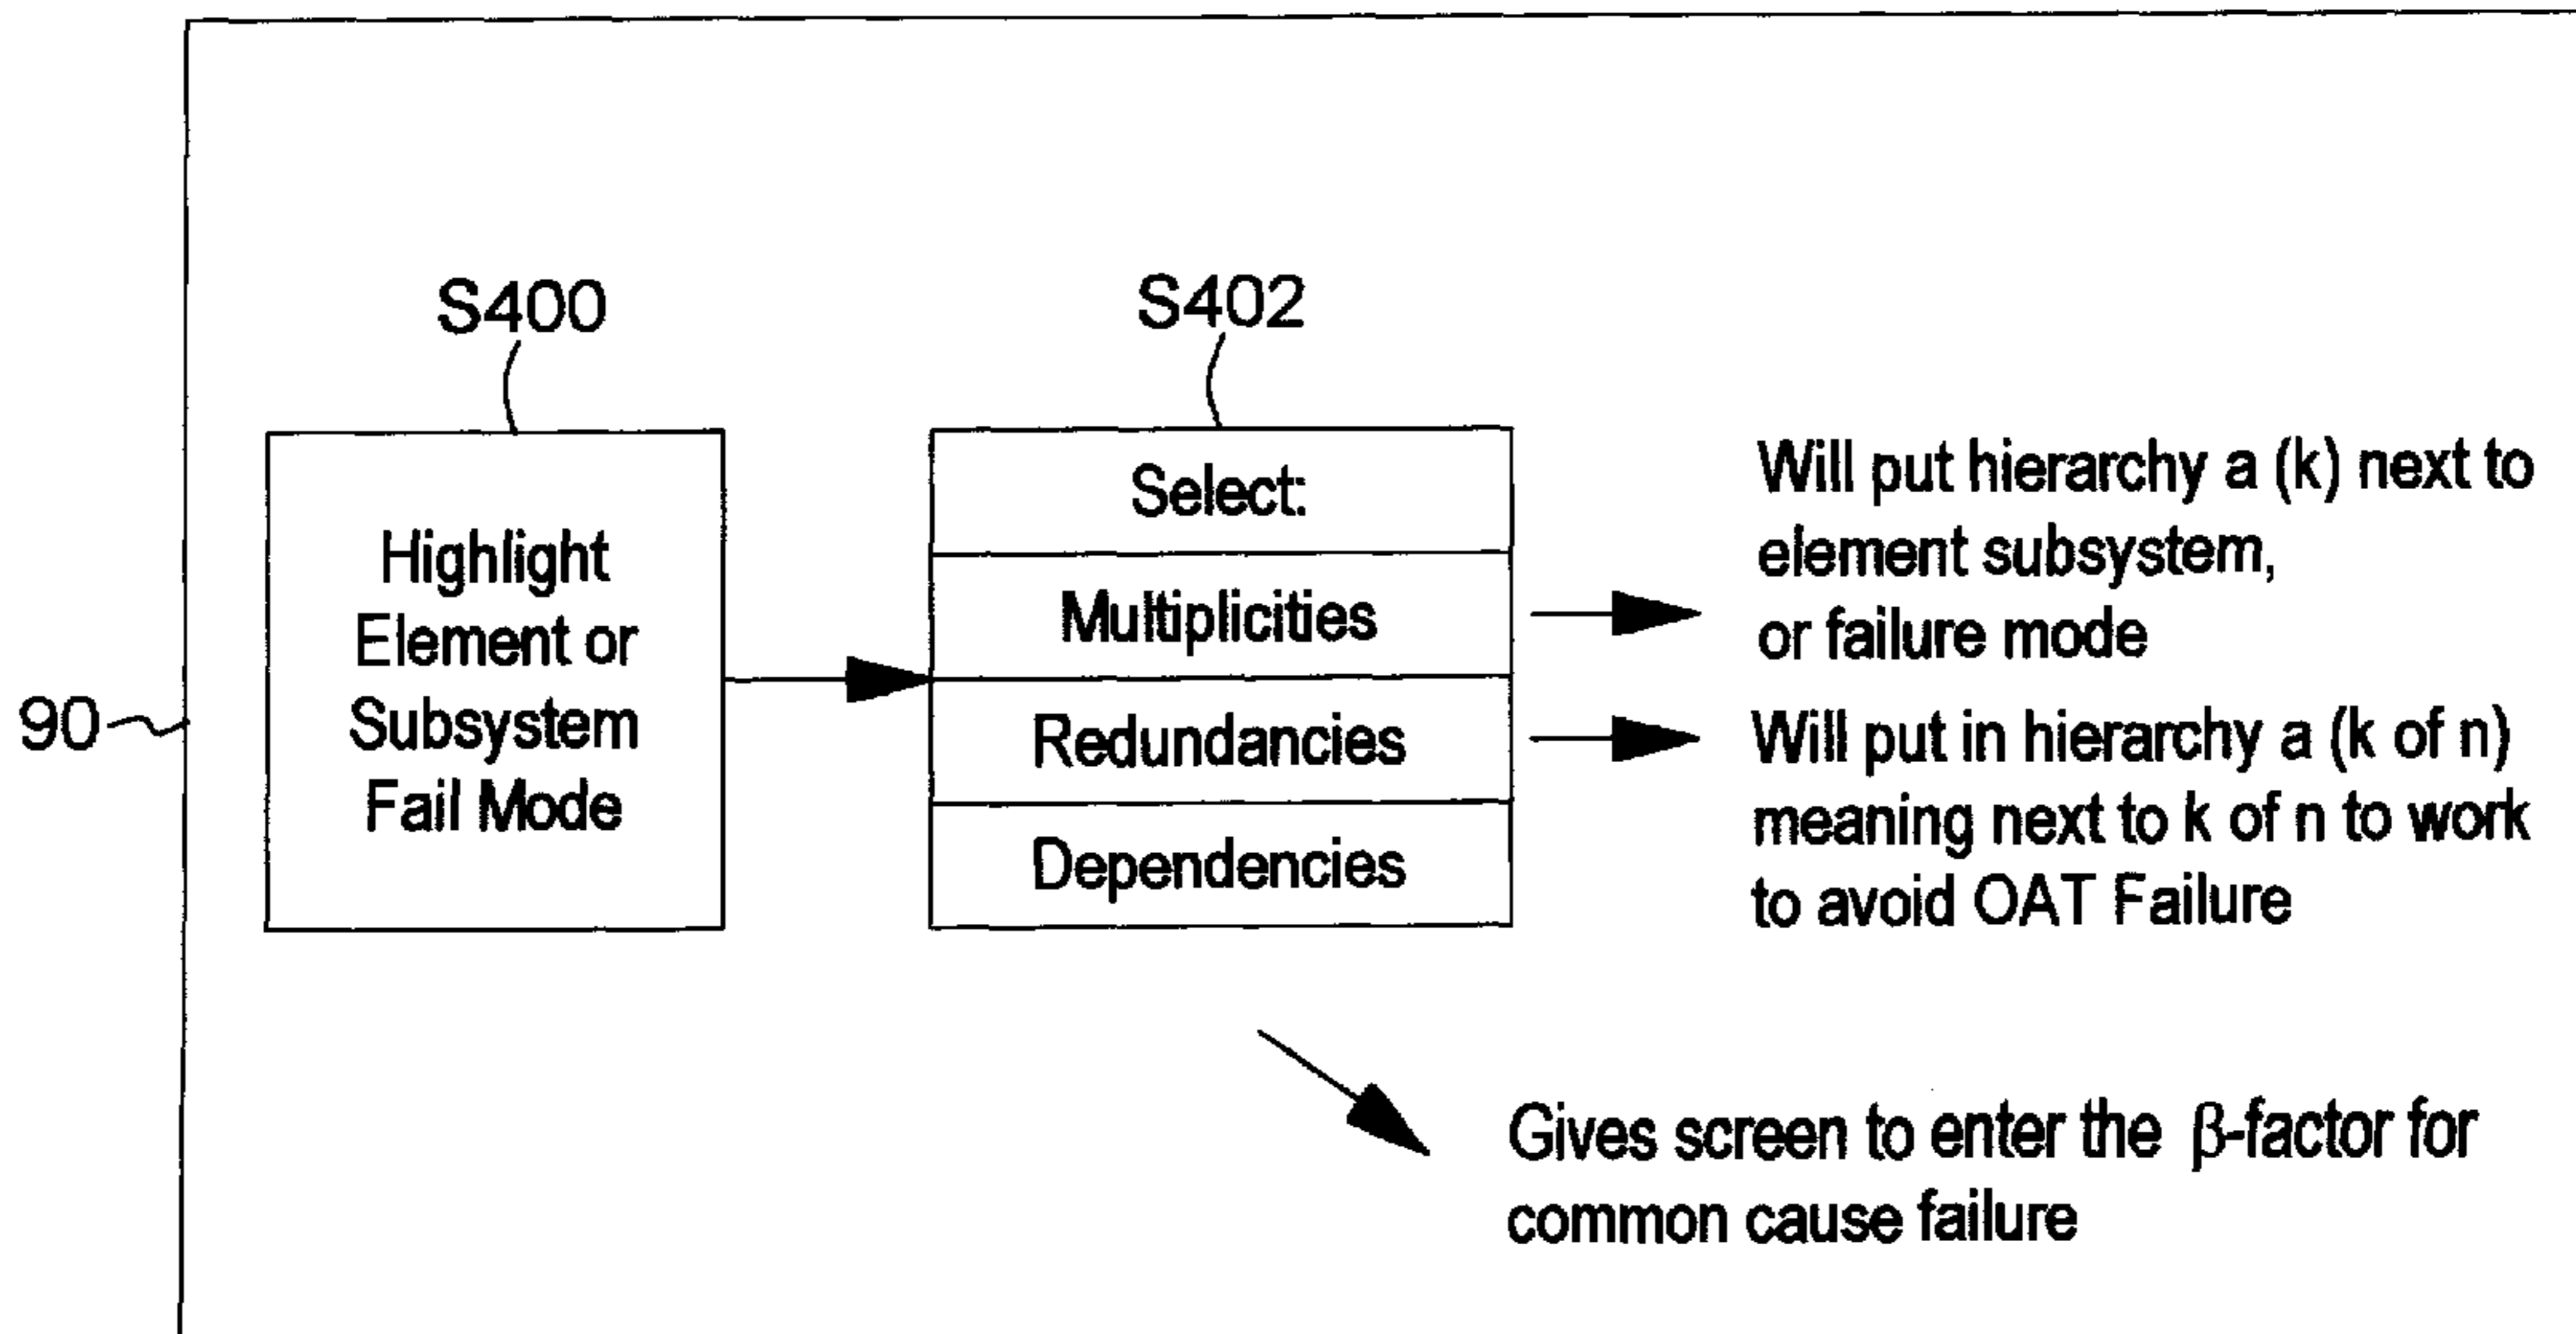 S400
S402
90
Highlight
Element or
Subsystem
Fail Mode
Select:
Multiplicities
Redundancies
Dependencies
Will put hierarchy a (k) next to
element subsystem,
or failure mode
Will put in hierarchy a (k of n)
meaning next to k of n to work
to avoid OAT Failure
Gives screen to enter the β-factor for
common cause failure